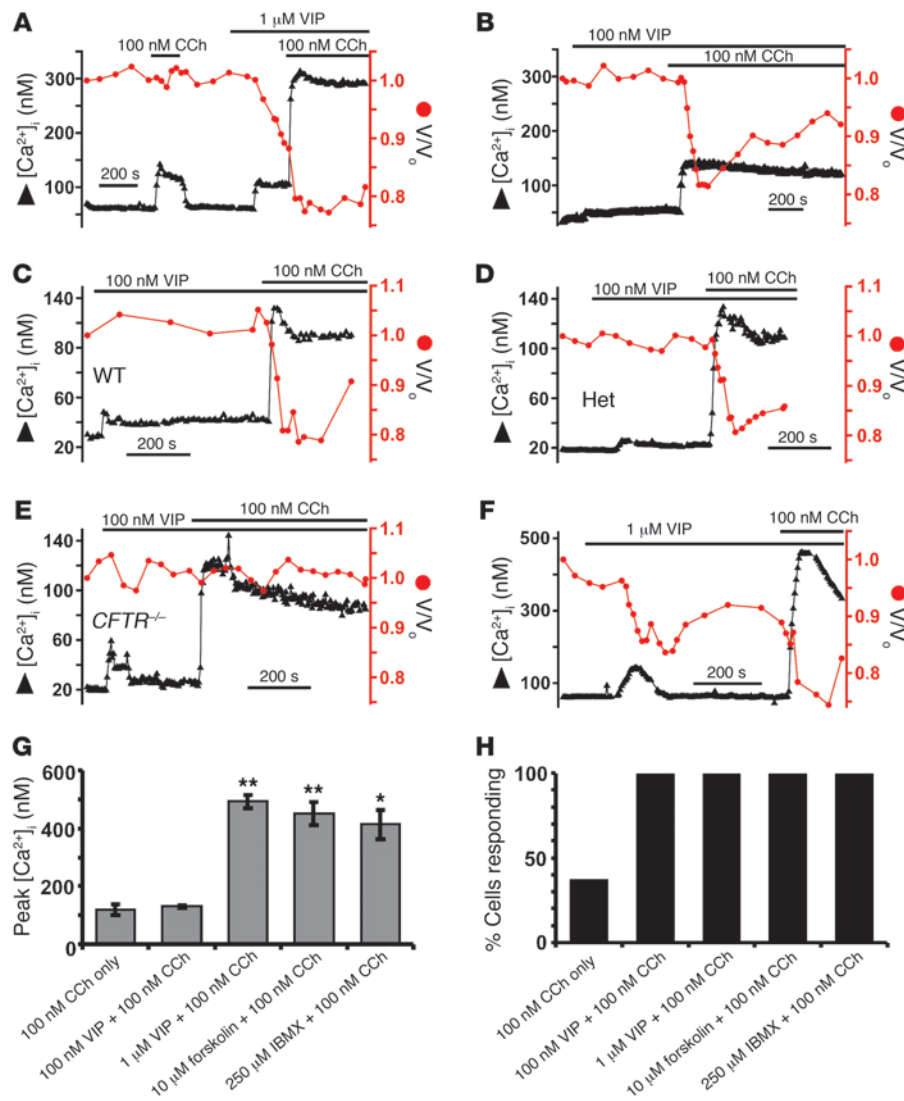 A
1 μM VIP
100 nM CCh
100 nM CCh
▲ [Ca²⁺]ᵢ (nM)
300
200
100
200 s
1.0
0.9
0.8
● V/Vₒ
B
100 nM VIP
100 nM CCh
▲ [Ca²⁺]ᵢ (nM)
350
250
150
50
200 s
1.0
0.9
0.8
● V/Vₒ
C
100 nM CCh
100 nM VIP
▲ [Ca²⁺]ᵢ (nM)
140
80
60
20
WT
200 s
1.1
1.0
0.9
0.8
● V/Vₒ
D
100 nM CCh
100 nM VIP
▲ [Ca²⁺]ᵢ (nM)
140
100
60
20
Het
200 s
1.1
1.0
0.9
0.8
● V/Vₒ
E
100 nM CCh
100 nM VIP
▲ [Ca²⁺]ᵢ (nM)
140
100
60
20
CFTR⁻/⁻
200 s
1.1
1.0
0.9
0.8
● V/Vₒ
F
100 nM CCh
1 μM VIP
▲ [Ca²⁺]ᵢ (nM)
500
300
100
200 s
1.0
0.9
0.8
● V/Vₒ
G
Peak [Ca²⁺]ᵢ (nM)
600
400
200
0
**
**
*
100 nM CCh only
100 nM VIP + 100 nM CCh
1 μM VIP + 100 nM CCh
10 μM forskolin + 100 nM CCh
250 μM IBMX + 100 nM CCh
H
% Cells responding
100
50
0
100 nM CCh only
100 nM VIP + 100 nM CCh
1 μM VIP + 100 nM CCh
10 μM forskolin + 100 nM CCh
250 μM IBMX + 100 nM CCh